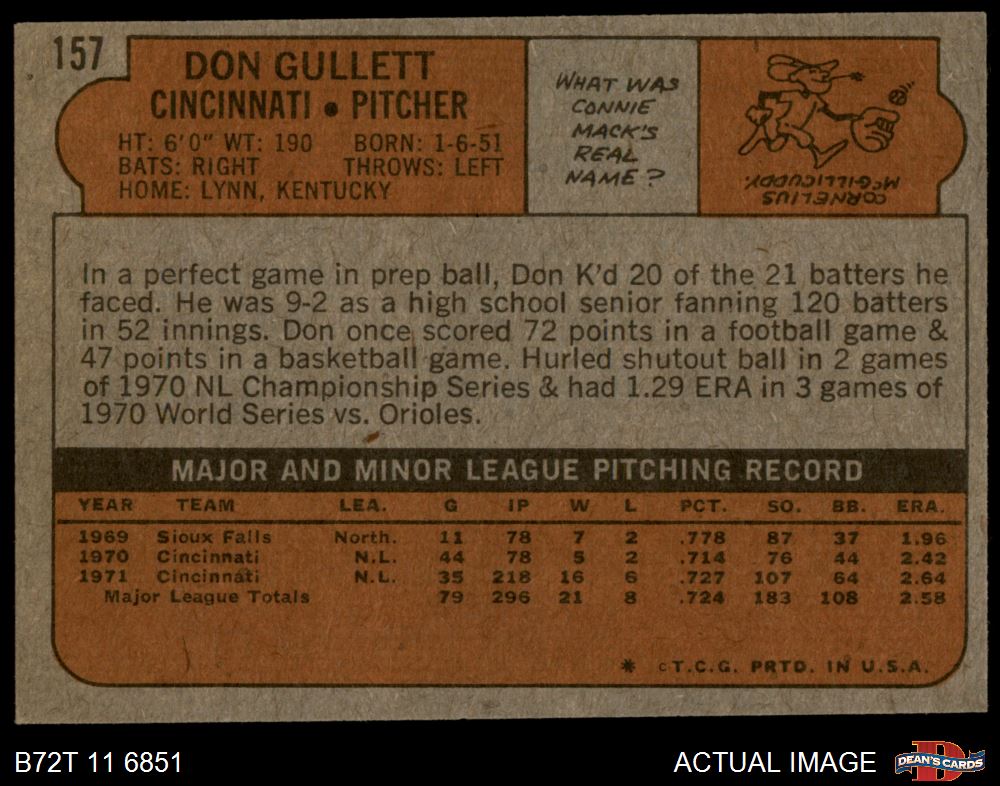 157
DON GULLETT
CINCINNATI • PITCHER
HT: 6'0" WT: 190 BORN: 1-6-51
BATS: RIGHT THROWS: LEFT
HOME: LYNN, KENTUCKY
WHAT WAS
CONNIE
MACK'S
REAL
NAME?
CORNELIUS
McGILLICUDDY.
In a perfect game in prep ball, Don K'd 20 of the 21 batters he
faced. He was 9-2 as a high school senior fanning 120 batters
in 52 innings. Don once scored 72 points in a football game &
47 points in a basketball game. Hurled shutout ball in 2 games
of 1970 NL Championship Series & had 1.29 ERA in 3 games of
1970 World Series vs. Orioles.
MAJOR AND MINOR LEAGUE PITCHING RECORD
YEAR TEAM LEA. G IP W L PCT. SO. BB. ERA.
1969 Sioux Falls North. 11 78 7 2 .778 87 37 1.96
1970 Cincinnati N.L. 44 78 5 2 .714 76 44 2.42
1971 Cincinnati N.L. 35 218 16 6 .727 107 64 2.64
Major League Totals 79 296 21 8 .724 183 108 2.58
* © T.C.G. PRTD. IN U.S.A.
B72T 11 6851
ACTUAL IMAGE
D
DEAN'S CARDS